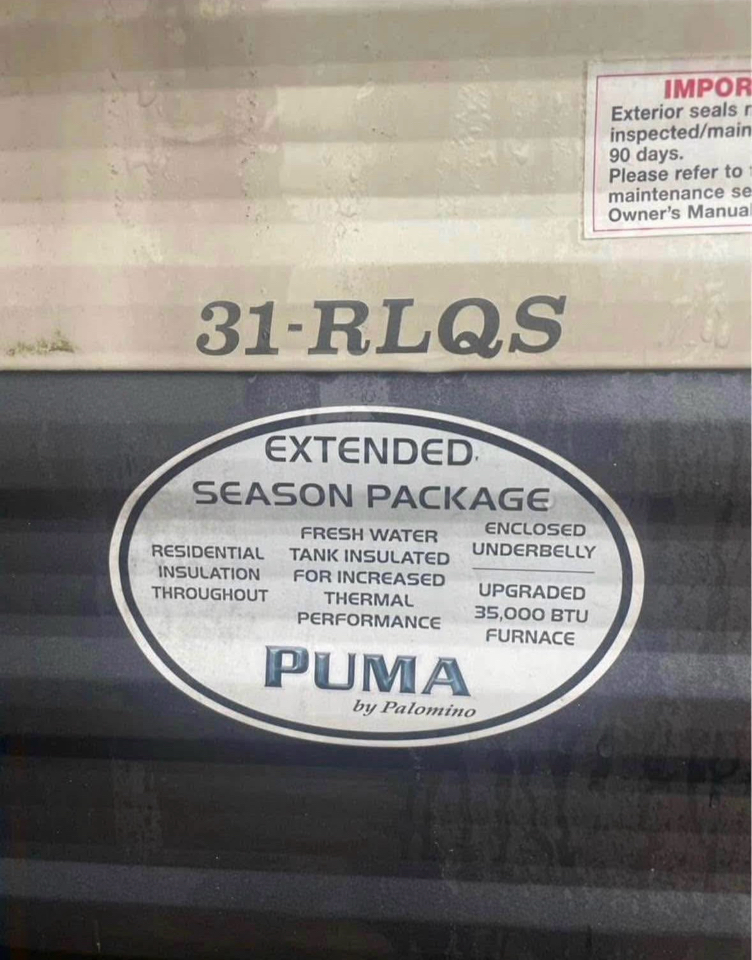 IMPOR
Exterior seals
inspected/main
90 days.
Please refer to
maintenance se
Owner's Manual
31-RLQS
EXTENDED
SEASON PACKAGE
RESIDENTIAL
INSULATION
THROUGHOUT
FRESH WATER
TANK INSULATED
FOR INCREASED
THERMAL
PERFORMANCE
ENCLOSED
UNDERBELLY
UPGRADED
35,000 BTU
FURNACE
PUMA
by Palomino